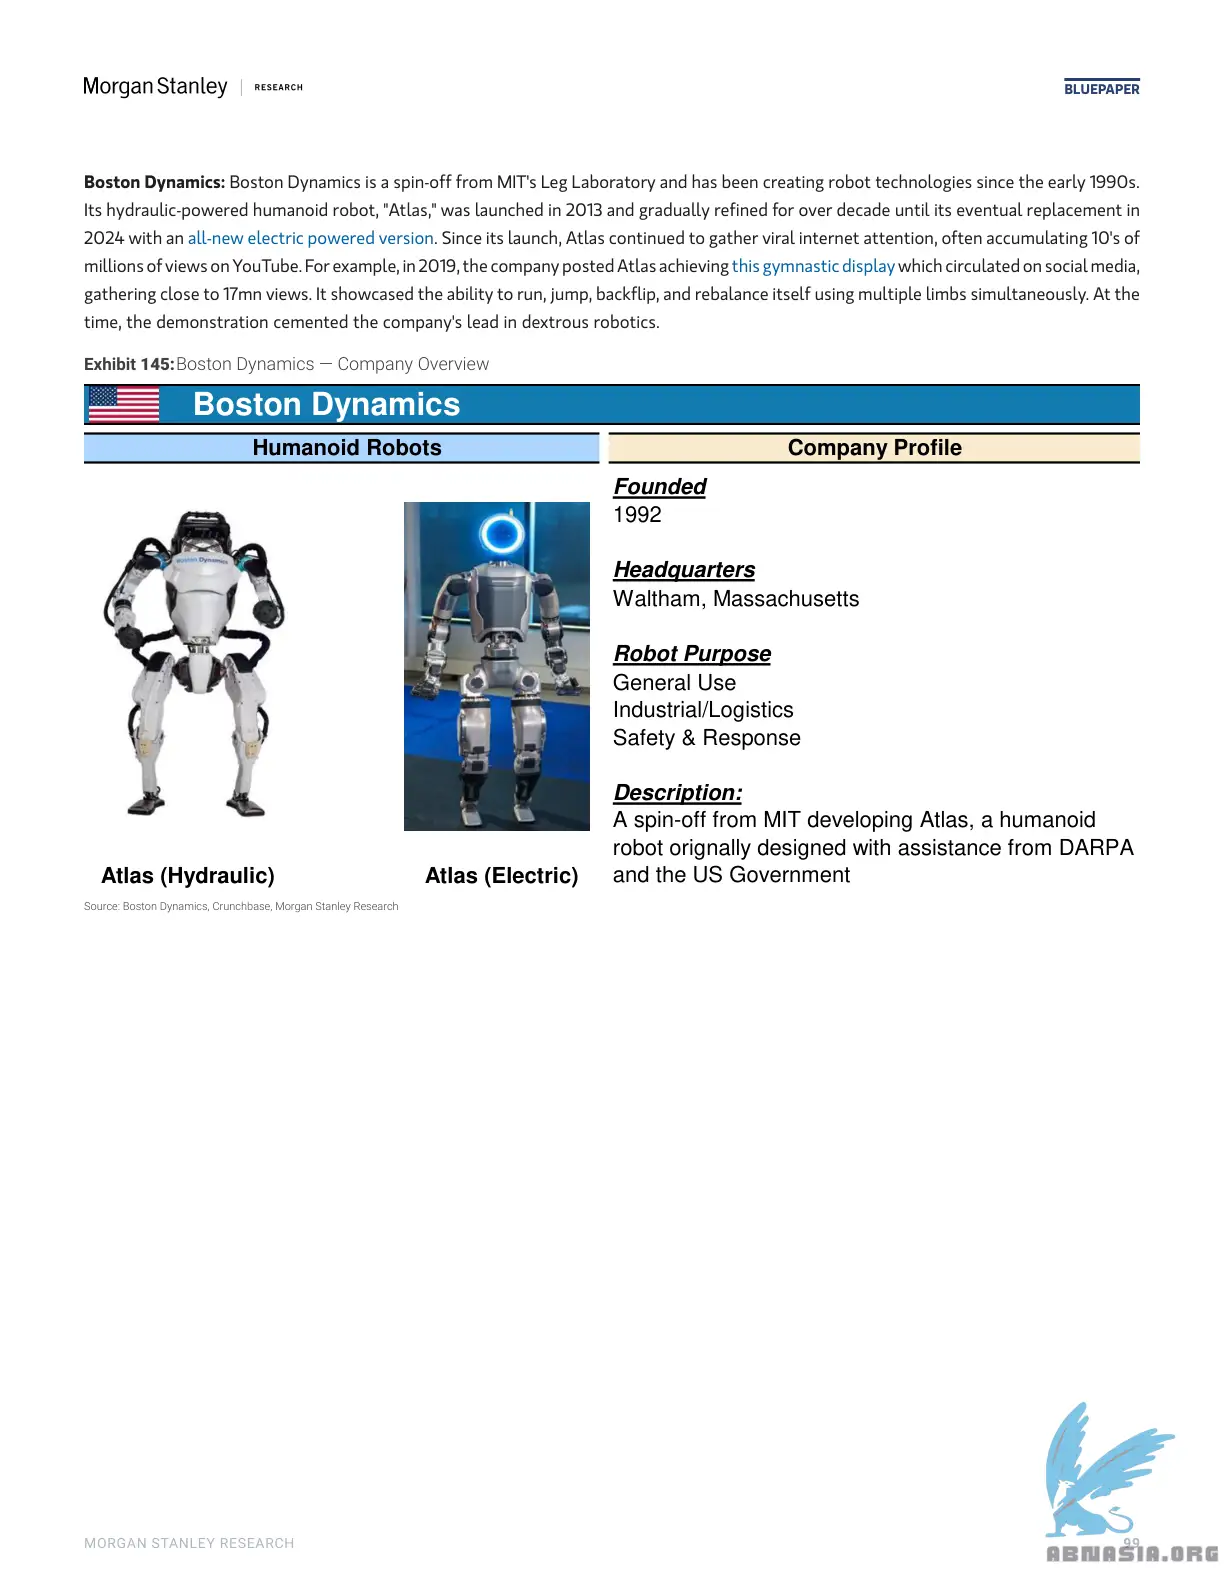 Morgan Stanley | RESEARCH
BLUEPAPER
Boston Dynamics: Boston Dynamics is a spin-off from MIT's Leg Laboratory and has been creating robot technologies since the early 1990s.
Its hydraulic-powered humanoid robot, "Atlas," was launched in 2013 and gradually refined for over decade until its eventual replacement in
2024 with an all-new electric powered version. Since its launch, Atlas continued to gather viral internet attention, often accumulating 10's of
millions of views on YouTube. For example, in 2019, the company posted Atlas achieving this gymnastic display which circulated on social media,
gathering close to 17mn views. It showcased the ability to run, jump, backflip, and rebalance itself using multiple limbs simultaneously. At the
time, the demonstration cemented the company's lead in dextrous robotics.
Exhibit 145: Boston Dynamics — Company Overview
Boston Dynamics
Humanoid Robots
Company Profile
Boston Dynamics
Atlas (Hydraulic)
Atlas (Electric)
Founded
1992
Headquarters
Waltham, Massachusetts
Robot Purpose
General Use
Industrial/Logistics
Safety & Response
Description:
A spin-off from MIT developing Atlas, a humanoid
robot orignally designed with assistance from DARPA
and the US Government
Source: Boston Dynamics, Crunchbase, Morgan Stanley Research
MORGAN STANLEY RESEARCH
99
ABNASIA.ORG